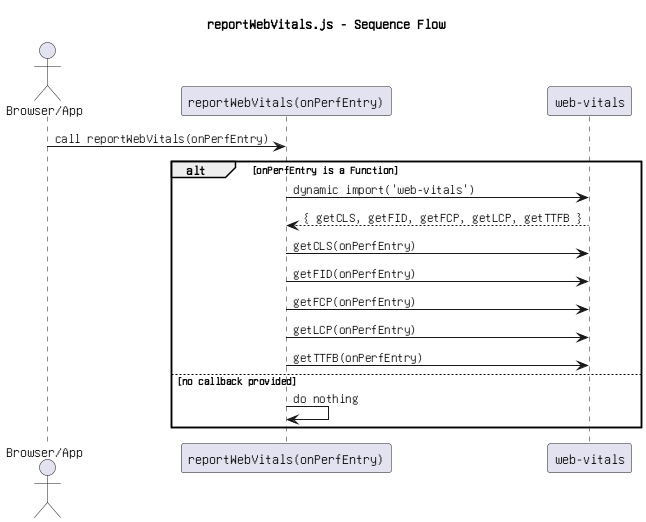 reportWebVitals.js - Sequence Flow
Browser/App
reportWebVitals(onPerfEntry)
web-vitals
call reportWebVitals(onPerfEntry)
alt
[onPerfEntry is a Function]
dynamic import('web-vitals')
{ getCLS, getFID, getFCP, getLCP, getTTFB }
getCLS(onPerfEntry)
getFID(onPerfEntry)
getFCP(onPerfEntry)
getLCP(onPerfEntry)
getTTFB(onPerfEntry)
[no callback provided]
do nothing
Browser/App
reportWebVitals(onPerfEntry)
web-vitals